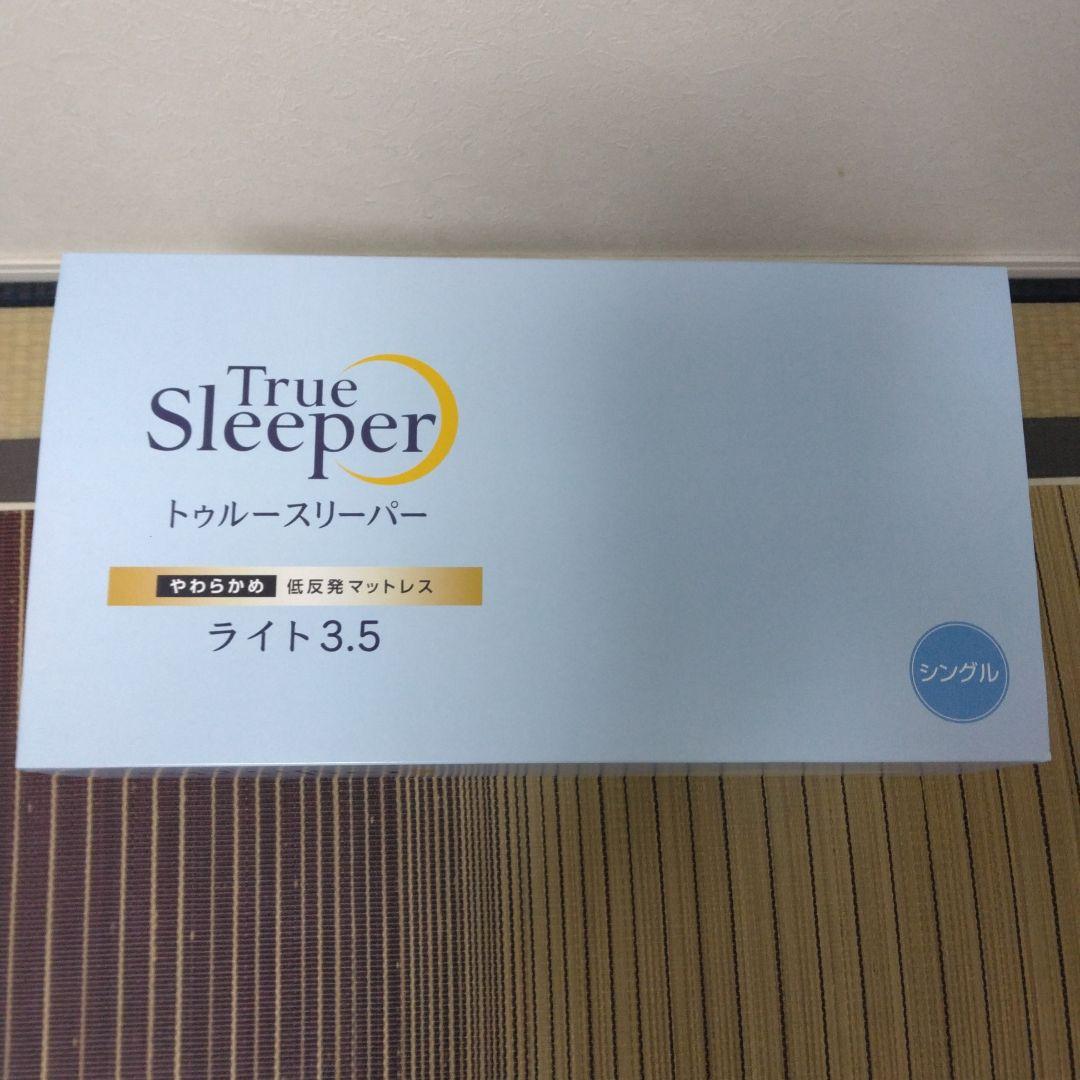 True
Sleeper
トゥルースリーパー
やわらかめ 低反発マットレス
ライト3.5
シングル